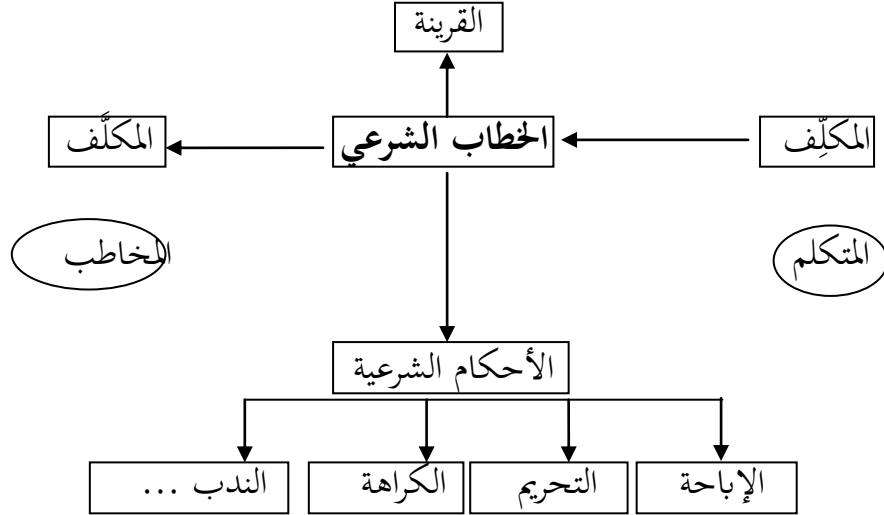 القرينة
المكلِّف
الخطاب الشرعي
المكلَّف
المتكلم
المخاطب
الأحكام الشرعية
الإباحة
التحريم
الكراهة
الندب ...